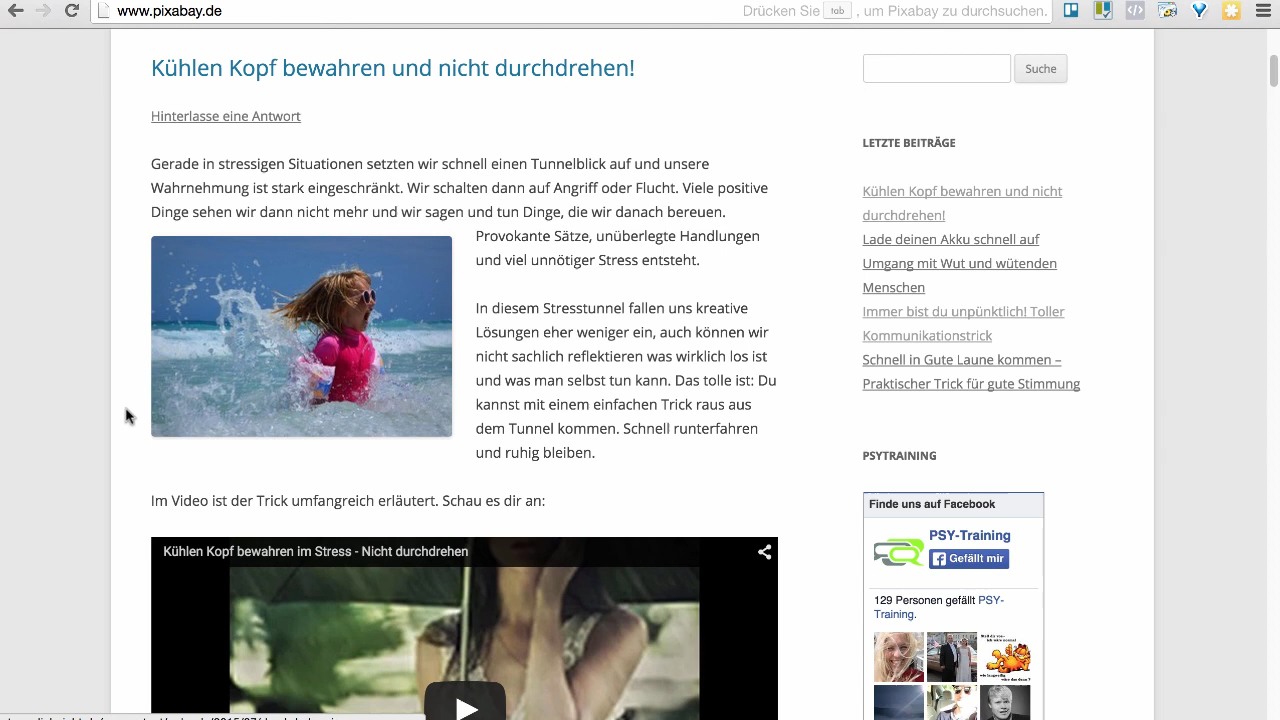 www.pixabay.de
Drücken Sie tab , um Pixabay zu durchsuchen.
Kühlen Kopf bewahren und nicht durchdrehen!
Hinterlasse eine Antwort
Gerade in stressigen Situationen setzten wir schnell einen Tunnelblick auf und unsere
Wahrnehmung ist stark eingeschränkt. Wir schalten dann auf Angriff oder Flucht. Viele positive
Dinge sehen wir dann nicht mehr und wir sagen und tun Dinge, die wir danach bereuen.
Provokante Sätze, unüberlegte Handlungen
und viel unnötiger Stress entsteht.
In diesem Stresstunnel fallen uns kreative
Lösungen eher weniger ein, auch können wir
nicht sachlich reflektieren was wirklich los ist
und was man selbst tun kann. Das tolle ist: Du
kannst mit einem einfachen Trick raus aus
dem Tunnel kommen. Schnell runterfahren
und ruhig bleiben.
Im Video ist der Trick umfangreich erläutert. Schau es dir an:
Kühlen Kopf bewahren im Stress - Nicht durchdrehen
Suche
LETZTE BEITRÄGE
Kühlen Kopf bewahren und nicht
durchdrehen!
Lade deinen Akku schnell auf
Umgang mit Wut und wütenden
Menschen
Immer bist du unpünktlich! Toller
Kommunikationstrick
Schnell in Gute Laune kommen –
Praktischer Trick für gute Stimmung
PSYTRAINING
Finde uns auf Facebook
PSY-Training
Gefällt mir
129 Personen gefällt PSY-
Training.